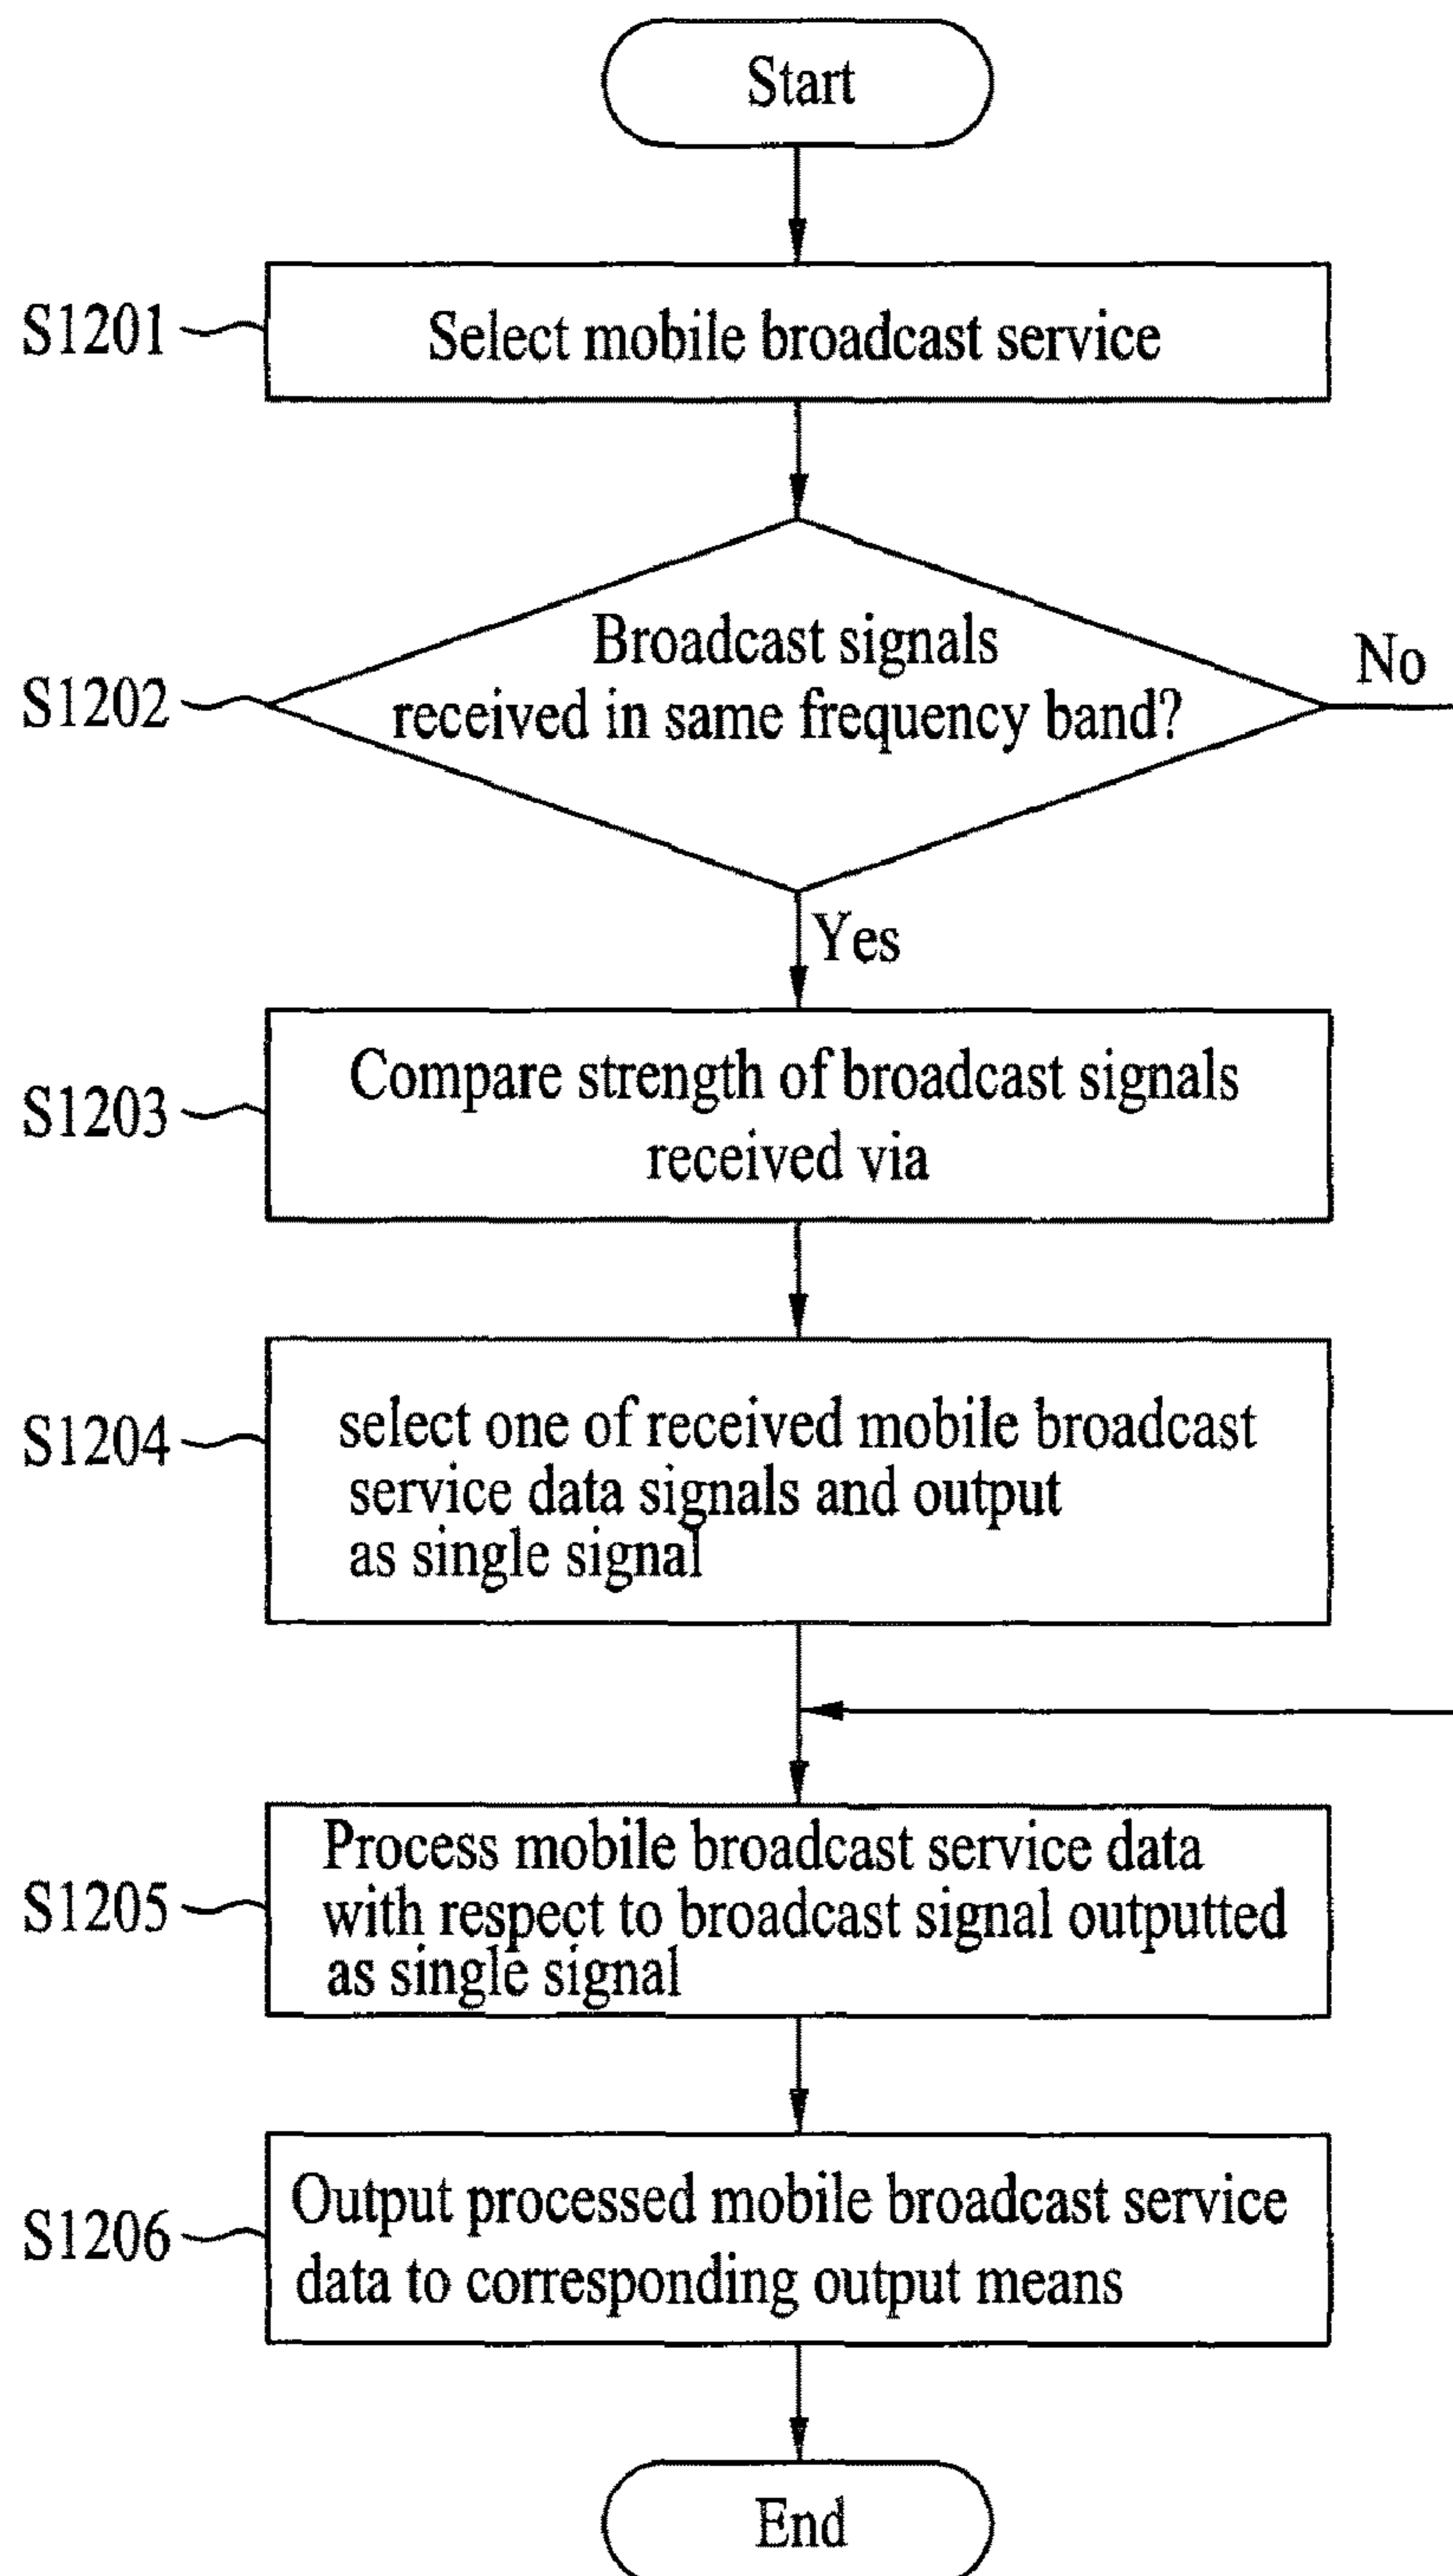 Start
S1201
Select mobile broadcast service
S1202
Broadcast signals
received in same frequency band?
No
Yes
S1203
Compare strength of broadcast signals
received via
S1204
select one of received mobile broadcast
service data signals and output
as single signal
S1205
Process mobile broadcast service data
with respect to broadcast signal outputted
as single signal
S1206
Output processed mobile broadcast service
data to corresponding output means
End